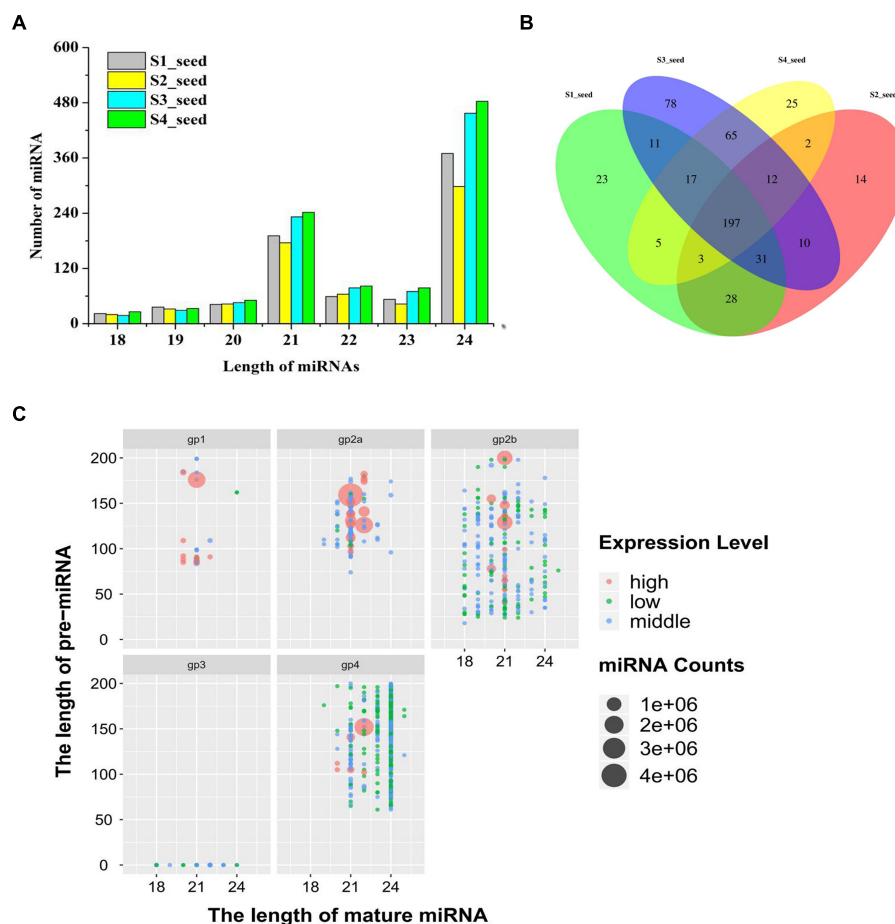 A
600
480
360
240
120
0
Number of miRNA
S1_seed
S2_seed
S3_seed
S4_seed
18 19 20 21 22 23 24
Length of miRNAs
B
S1_seed
S3_seed
S4_seed
S2_seed
78
25
11
65
2
23
17
12
14
197
5
3
31
10
28
C
The length of pre-miRNA
gp1
gp2a
gp2b
200
150
100
50
0
18 21 24
gp3
gp4
200
150
100
50
0
18 21 24
18 21 24
The length of mature miRNA
Expression Level
high
low
middle
miRNA Counts
1e+06
2e+06
3e+06
4e+06